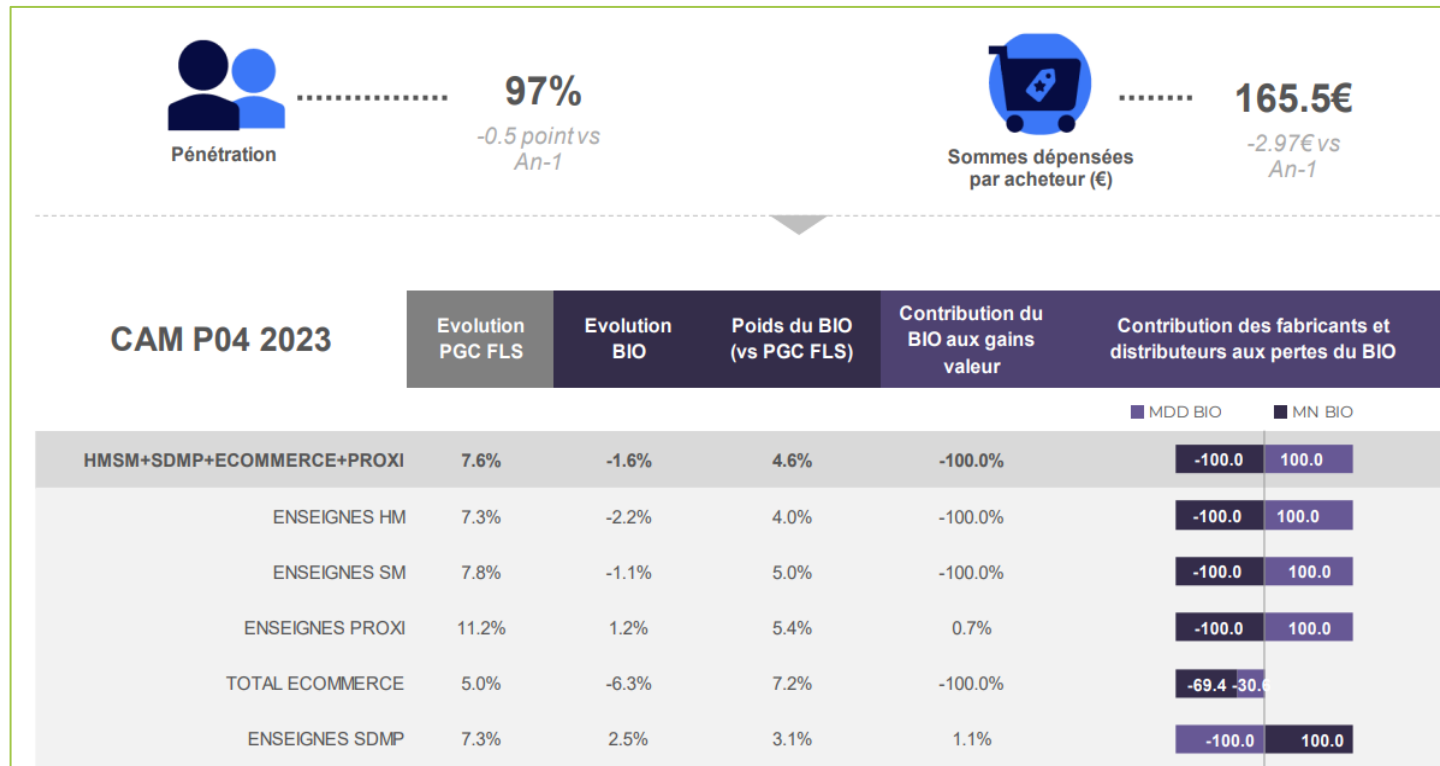 97%
-0.5 point vs
An-1
Pénétration
165.5€
-2.97€ vs
An-1
Sommes dépensées
par acheteur (€)
CAM P04 2023
Evolution
PGC FLS
Evolution
BIO
Poids du BIO
(vs PGC FLS)
Contribution du
BIO aux gains
valeur
Contribution des fabricants et
distributeurs aux pertes du BIO
MDD BIO MN BIO
HMSM+SDMP+ECOMMERCE+PROXI 7.6% -1.6% 4.6% -100.0% -100.0 100.0
ENSEIGNES HM 7.3% -2.2% 4.0% -100.0% -100.0 100.0
ENSEIGNES SM 7.8% -1.1% 5.0% -100.0% -100.0 100.0
ENSEIGNES PROXI 11.2% 1.2% 5.4% 0.7% -100.0 100.0
TOTAL ECOMMERCE 5.0% -6.3% 7.2% -100.0% -69.4 -30.6
ENSEIGNES SDMP 7.3% 2.5% 3.1% 1.1% -100.0 100.0